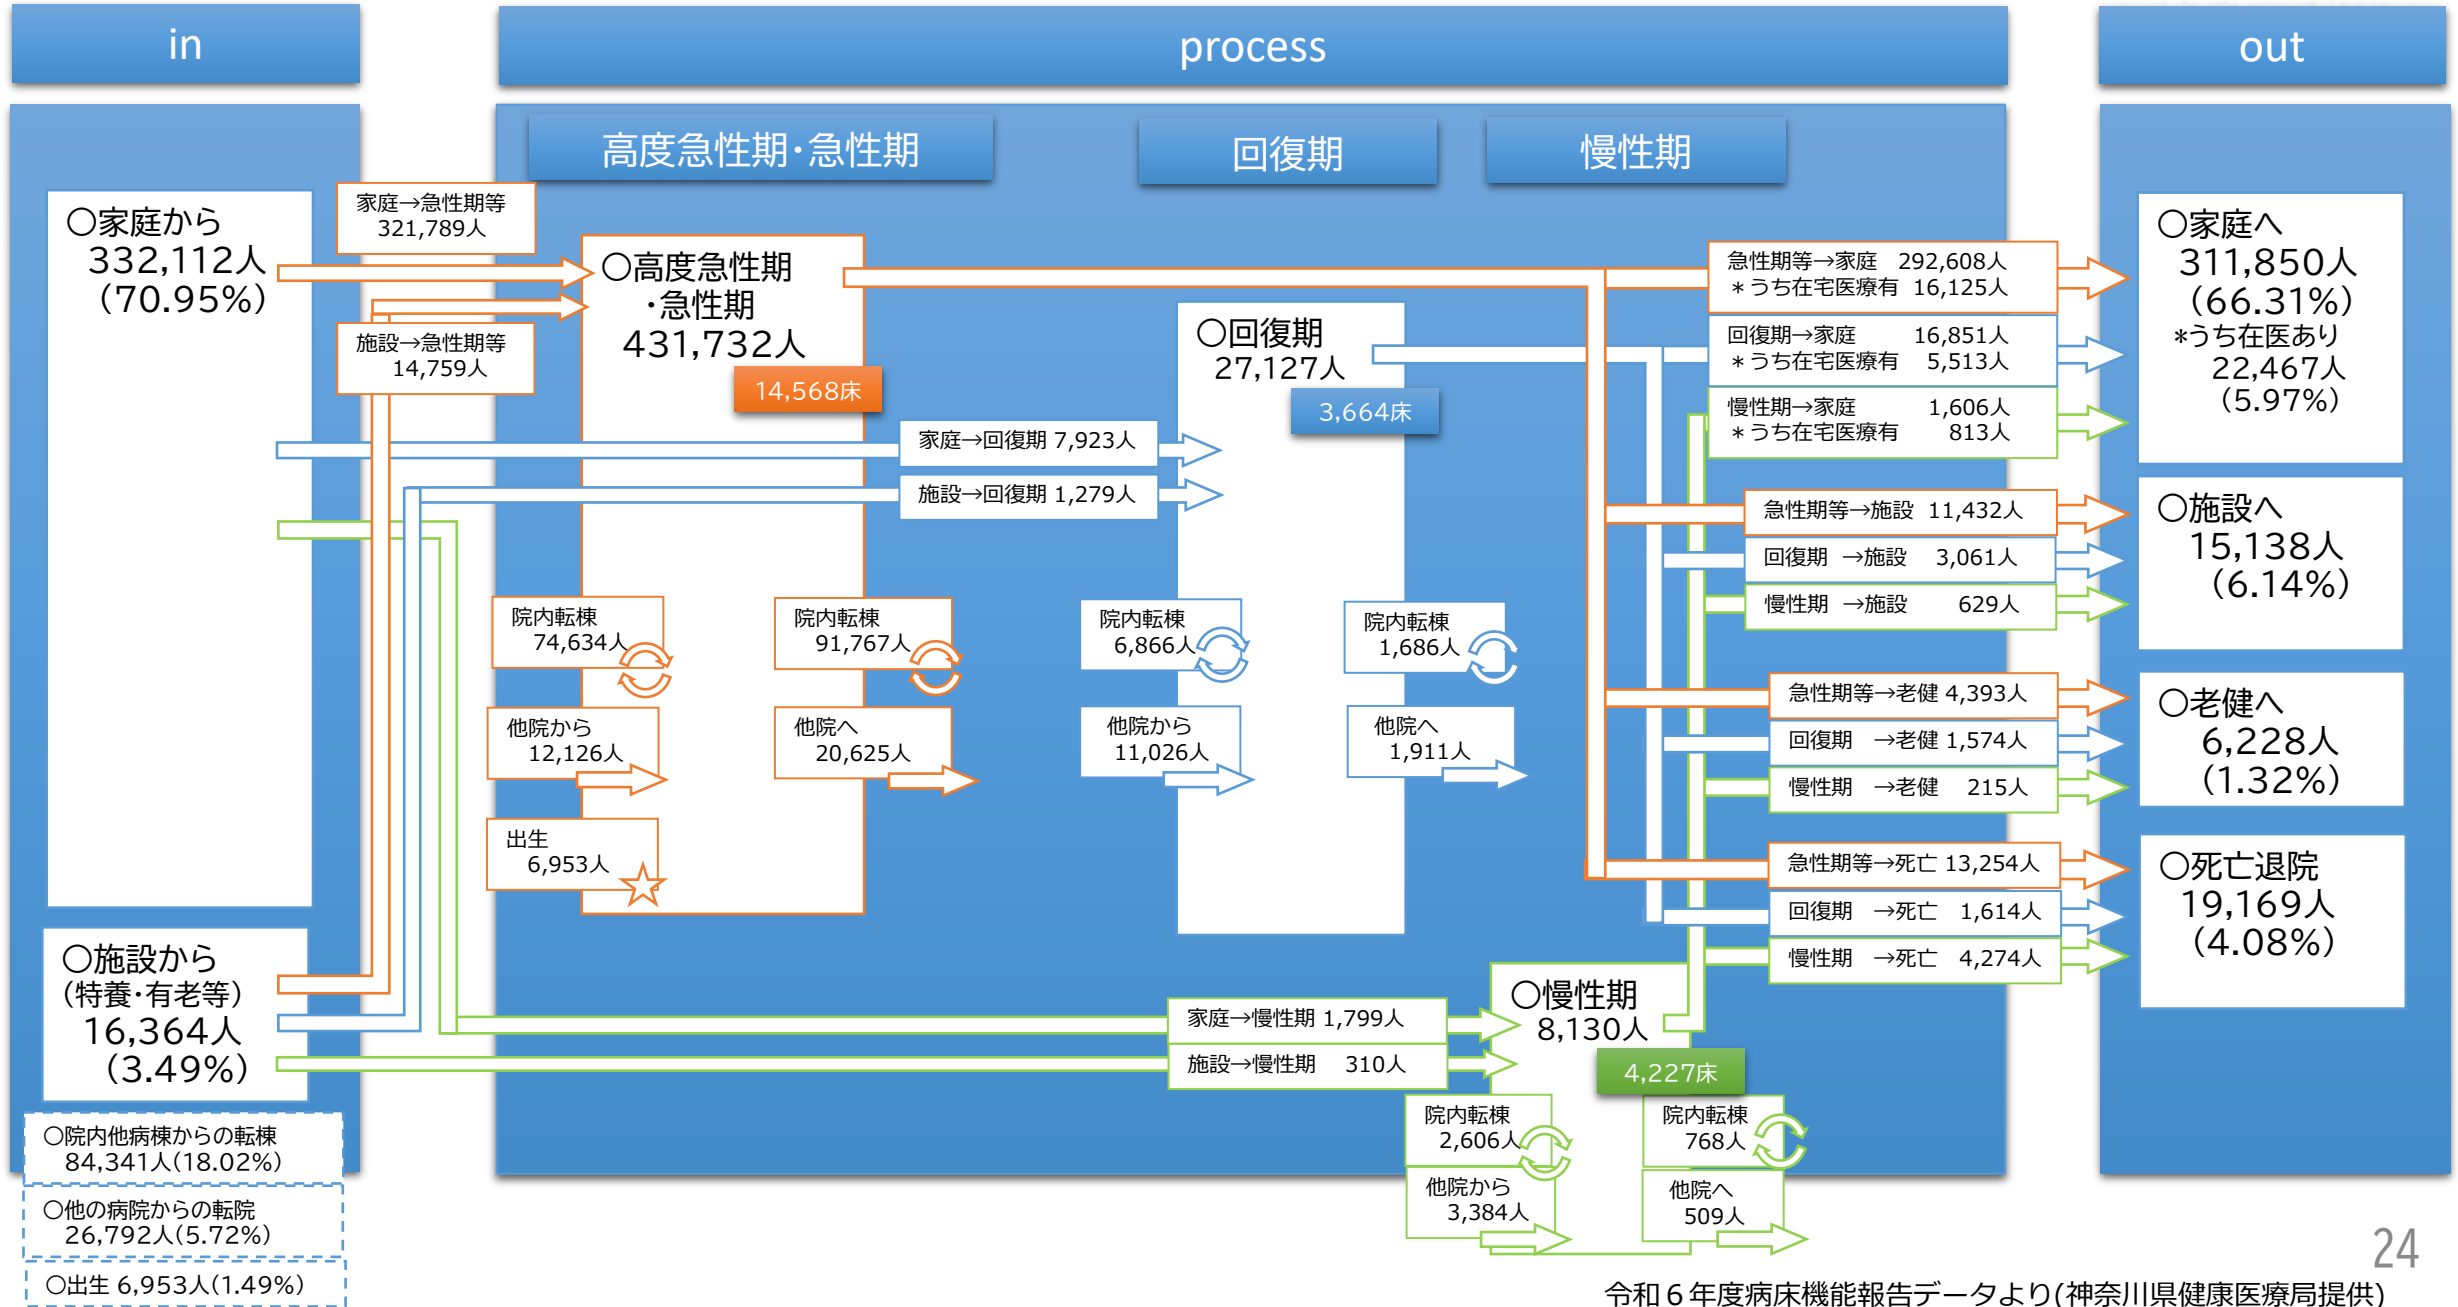 in
process
out
高度急性期・急性期
回復期
慢性期
○家庭から
332,112人
(70.95%)
家庭→急性期等
321,789人
施設→急性期等
14,759人
○高度急性期
・急性期
431,732人
14,568床
○回復期
27,127人
3,664床
家庭→回復期 7,923人
施設→回復期 1,279人
院内転棟
74,634人
院内転棟
91,767人
院内転棟
6,866人
院内転棟
1,686人
他院から
12,126人
他院へ
20,625人
他院から
11,026人
他院へ
1,911人
出生
6,953人
○施設から
(特養・有老等)
16,364人
(3.49%)
○院内他病棟からの転棟
84,341人(18.02%)
○他の病院からの転院
26,792人(5.72%)
○出生 6,953人(1.49%)
家庭→慢性期 1,799人
施設→慢性期 310人
○慢性期
8,130人
4,227床
院内転棟
2,606人
院内転棟
768人
他院から
3,384人
他院へ
509人
急性期等→家庭 292,608人
＊うち在宅医療有 16,125人
回復期→家庭 16,851人
＊うち在宅医療有 5,513人
慢性期→家庭 1,606人
＊うち在宅医療有 813人
急性期等→施設 11,432人
回復期 →施設 3,061人
慢性期 →施設 629人
急性期等→老健 4,393人
回復期 →老健 1,574人
慢性期 →老健 215人
急性期等→死亡 13,254人
回復期 →死亡 1,614人
慢性期 →死亡 4,274人
○家庭へ
311,850人
(66.31%)
*うち在医あり
22,467人
(5.97%)
○施設へ
15,138人
(6.14%)
○老健へ
6,228人
(1.32%)
○死亡退院
19,169人
(4.08%)
24
令和６年度病床機能報告データより(神奈川県健康医療局提供)